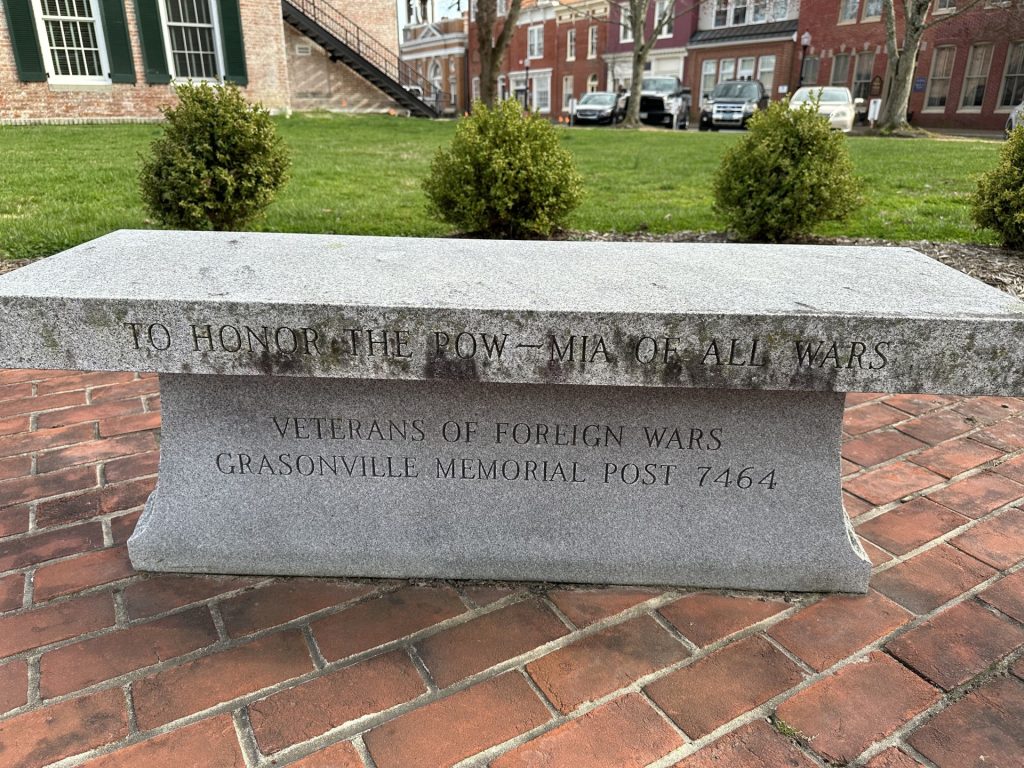 TO HONOR THE POW–MIA OF ALL WARS
VETERANS OF FOREIGN WARS
GRASONVILLE MEMORIAL POST 7464